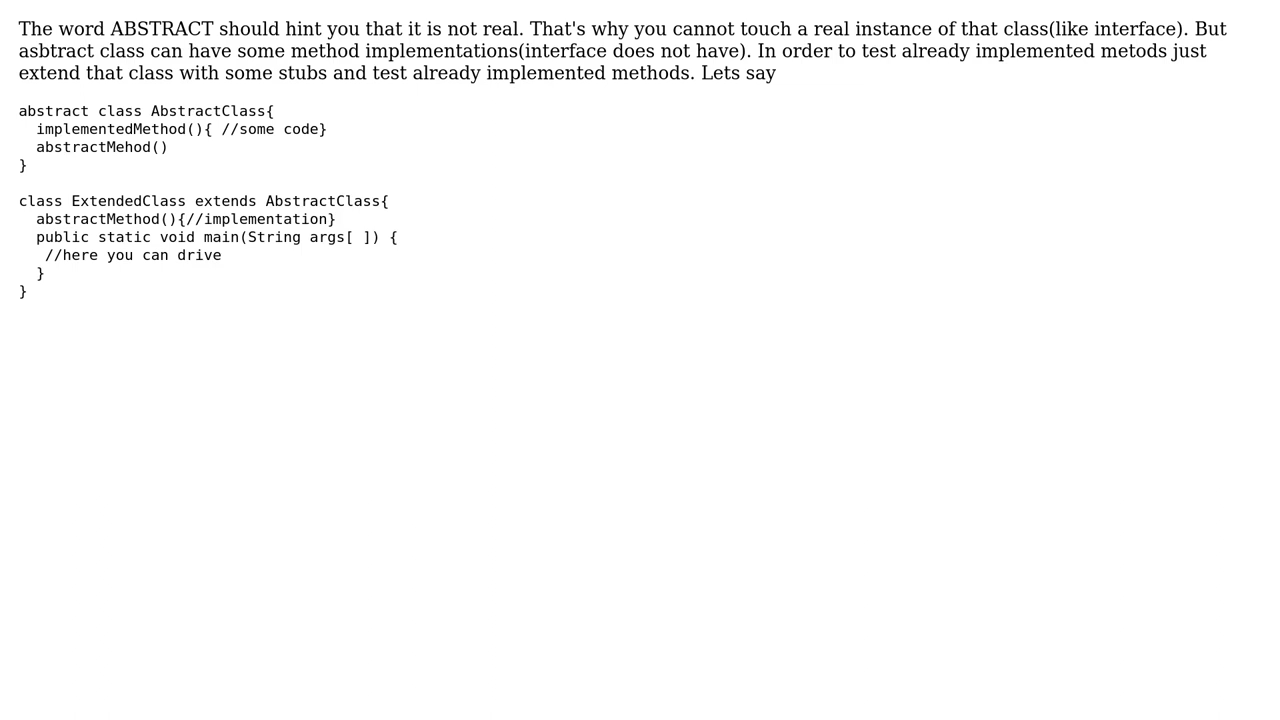 The word ABSTRACT should hint you that it is not real. That's why you cannot touch a real instance of that class(like interface). But
asbtract class can have some method implementations(interface does not have). In order to test already implemented metods just
extend that class with some stubs and test already implemented methods. Lets say
abstract class AbstractClass{
  implementedMethod(){ //some code}
  abstractMehod()
}
class ExtendedClass extends AbstractClass{
  abstractMethod(){//implementation}
  public static void main(String args[ ]) {
   //here you can drive
  }
}